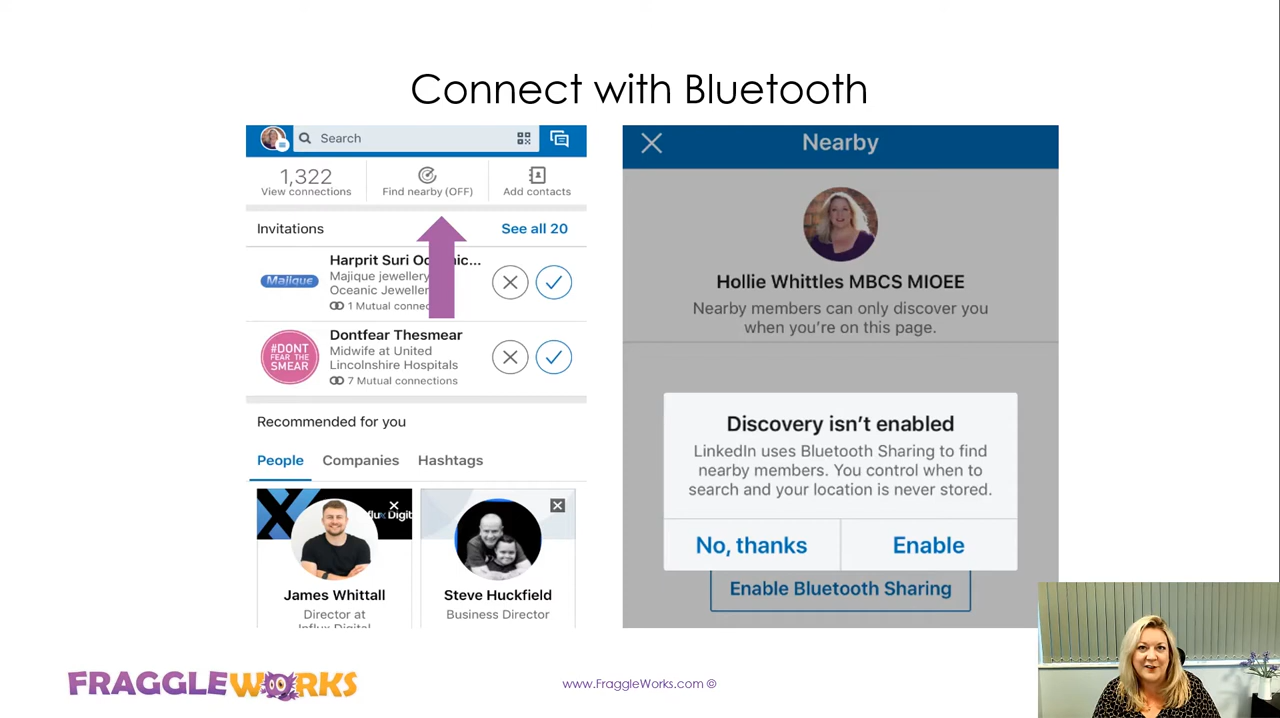 Connect with Bluetooth
Search
1,322
View connections
Find nearby (OFF)
Add contacts
Invitations
See all 20
Majique
Harprit Suri Oceanic...
Majique jewellery
Oceanic Jeweller
1 Mutual connec
#DONT
FEAR THE
SMEAR
Dontfear Thesmear
Midwife at United
Lincolnshire Hospitals
7 Mutual connections
Recommended for you
People
Companies
Hashtags
flux Digit
James Whittall
Director at
Influx Digital
Steve Huckfield
Business Director
Nearby
Hollie Whittles MBCS MIOEE
Nearby members can only discover you
when you're on this page.
Discovery isn't enabled
LinkedIn uses Bluetooth Sharing to find
nearby members. You control when to
search and your location is never stored.
No, thanks
Enable
Enable Bluetooth Sharing
FRAGGLEWORKS
www.FraggleWorks.com ©